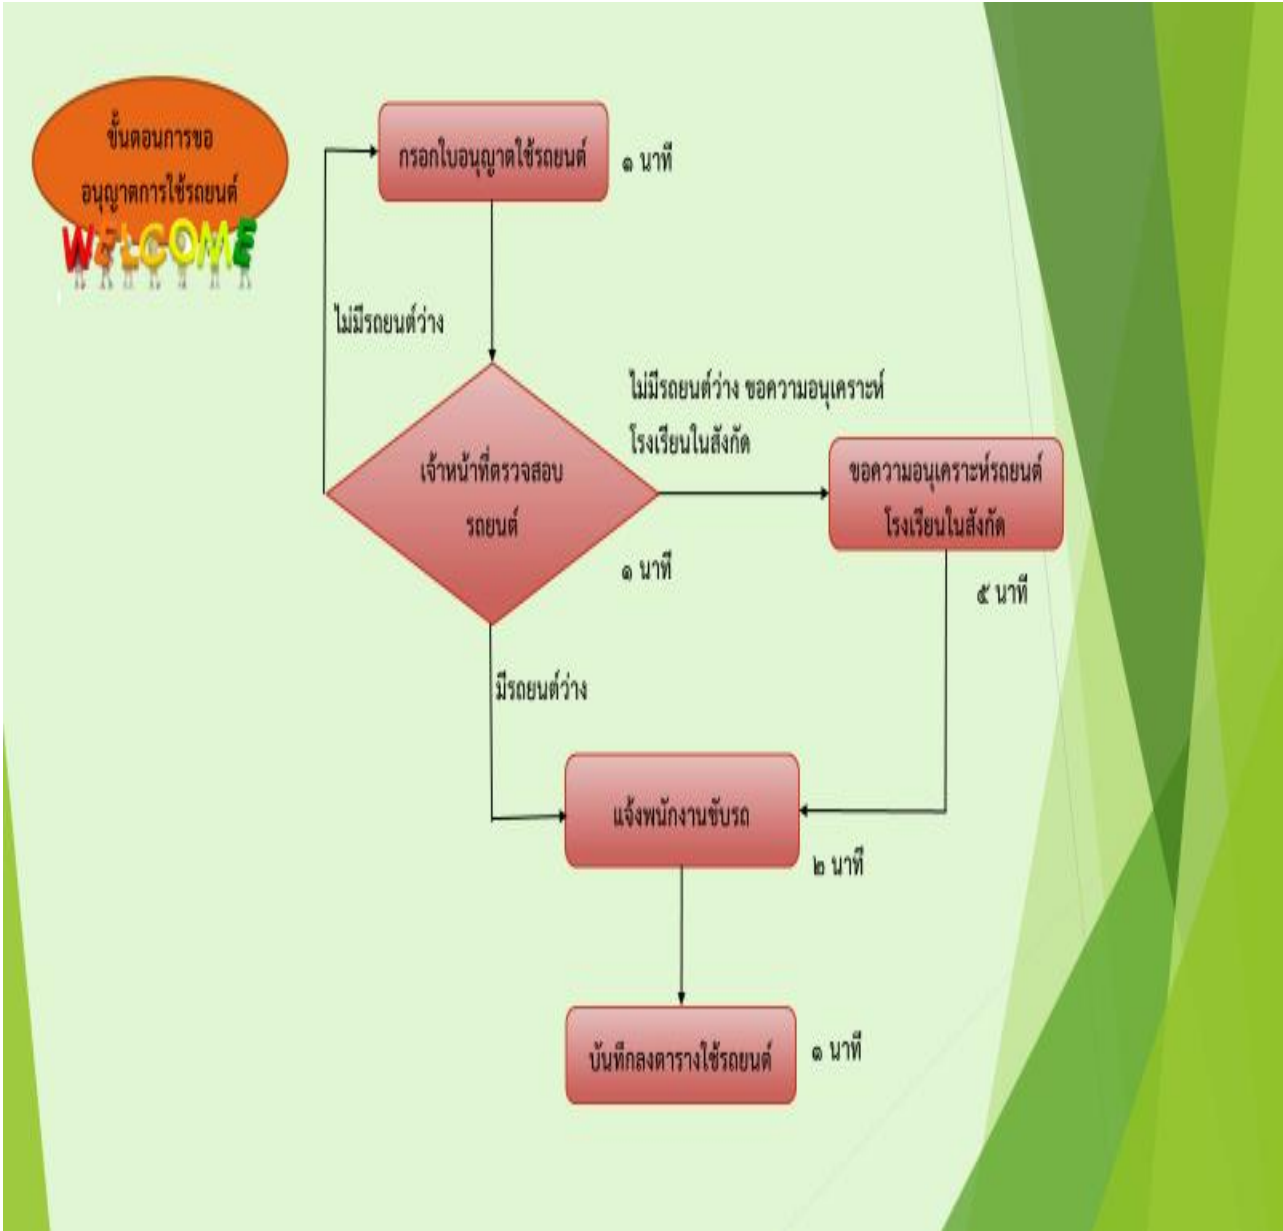 ขั้นตอนการขอ
อนุญาตการใช้รถยนต์
WELCOME
กรอกใบอนุญาตใช้รถยนต์
๑ นาที
ไม่มีรถยนต์ว่าง
ไม่มีรถยนต์ว่าง ขอความอนุเคราะห์
โรงเรียนในสังกัด
เจ้าหน้าที่ตรวจสอบ
รถยนต์
๑ นาที
ขอความอนุเคราะห์รถยนต์
โรงเรียนในสังกัด
๕ นาที
มีรถยนต์ว่าง
แจ้งพนักงานขับรถ
๒ นาที
บันทึกลงตารางใช้รถยนต์
๑ นาที